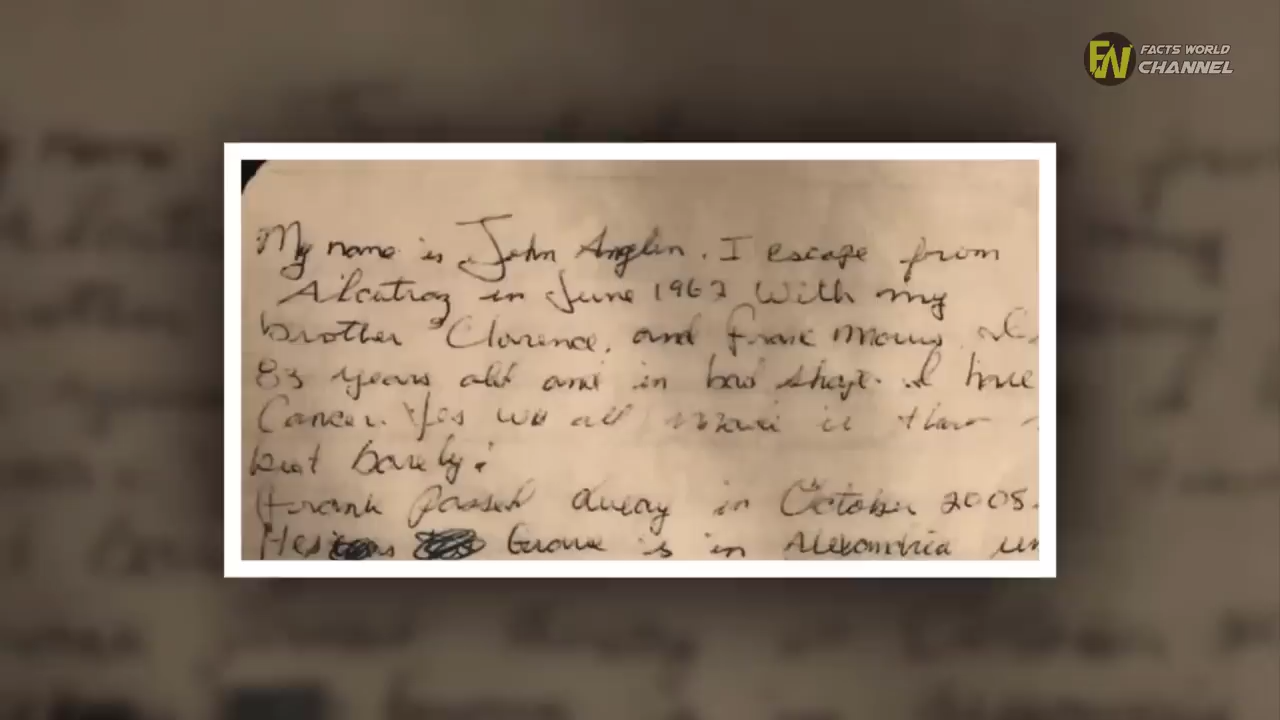 FW FACTS WORLD
CHANNEL
My name is John Anglin. I escape from
Alcatraz in June 1962 With my
brother Clarence, and Frank Morris.
83 years old and in bad shape. I have
Cancer. Yes we all made it
but barely!
Frank passed away in October 2005.
Grave is in Alexandria un